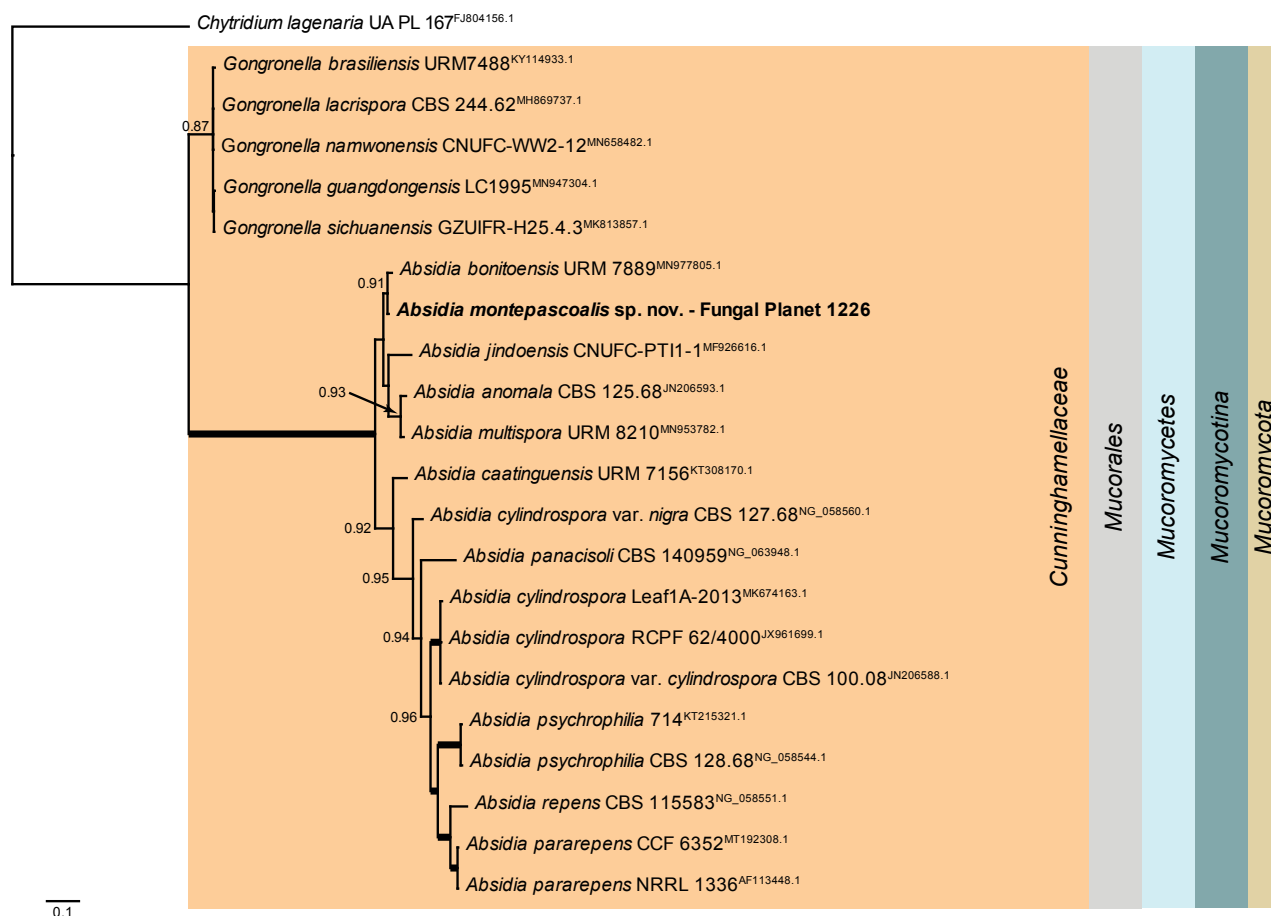 Chytridium lagenaria UA PL 167FJ804156.1
Gongronella brasiliensis URM7488KY114933.1
0.87
Gongronella lacrispora CBS 244.62MH869737.1
Gongronella namwonensis CNUFC-WW2-12MN658482.1
Gongronella guangdongensis LC1995MN947304.1
Gongronella sichuanensis GZUIFR-H25.4.3MK813857.1
Absidia bonitoensis URM 7889MN977805.1
0.91
Absidia montepascoalis sp. nov. - Fungal Planet 1226
Absidia jindoensis CNUFC-PTI1-1MF926616.1
0.93
Absidia anomala CBS 125.68JN206593.1
Absidia multispora URM 8210MN953782.1
Absidia caatinguensis URM 7156KT308170.1
0.92
Absidia cylindrospora var. nigra CBS 127.68NG_058560.1
Absidia panacisoli CBS 140959NG_063948.1
0.95
Absidia cylindrospora Leaf1A-2013MK674163.1
0.94
Absidia cylindrospora RCPF 62/4000JX961699.1
Absidia cylindrospora var. cylindrospora CBS 100.08JN206588.1
0.96
Absidia psychrophilia 714KT215321.1
Absidia psychrophilia CBS 128.68NG_058544.1
Absidia repens CBS 115583NG_058551.1
Absidia pararepens CCF 6352MT192308.1
Absidia pararepens NRRL 1336AF113448.1
0.1
Cunninghamellaceae
Mucorales
Mucoromycetes
Mucoromycotina
Mucoromycota